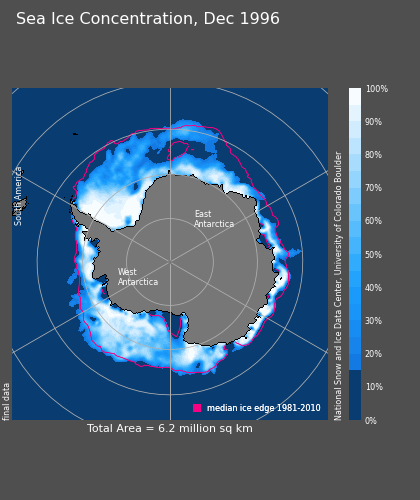 Sea Ice Concentration, Dec 1996
South America
East
Antarctica
West
Antarctica
median ice edge 1981-2010
final data
Total Area = 6.2 million sq km
National Snow and Ice Data Center, University of Colorado Boulder
100%
90%
80%
70%
60%
50%
40%
30%
20%
10%
0%